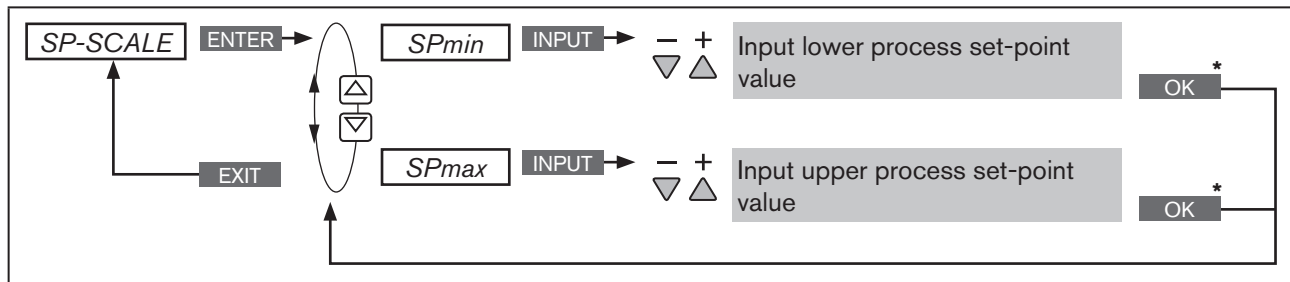 SP-SCALE ENTER SPmin INPUT − + Input lower process set-point
value
* OK
EXIT SPmax INPUT − + Input upper process set-point
value
* OK